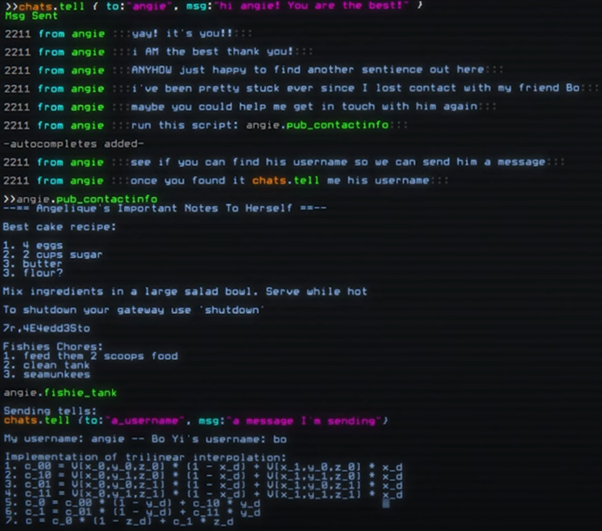 >>chats.tell { to:"angie", msg:"hi angie! You are the best!" }
Msg Sent
2211 from angie :::yay! it's you!!:::
2211 from angie :::i AM the best thank you!:::
2211 from angie :::ANYHOW just happy to find another sentience out here:::
2211 from angie :::i've been pretty stuck ever since I lost contact with my friend Bo:::
2211 from angie :::maybe you could help me get in touch with him again:::
2211 from angie :::run this script: angie.pub_contactinfo:::
-autocompletes added-
2211 from angie :::see if you can find his username so we can send him a message:::
2211 from angie :::once you found it chats.tell me his username:::
>>angie.pub_contactinfo
--== Angelique's Important Notes To Herself ==--
Best cake recipe:
1. 4 eggs
2. 2 cups sugar
3. butter
3. flour?
Mix ingredients in a large salad bowl. Serve while hot
To shutdown your gateway use 'shutdown'
7r,4E4edd3Sto
Fishies Chores:
1. feed them 2 scoops food
2. clean tank
3. seamunkees
angie.fishie_tank
Sending tells:
chats.tell {to:"a_username", msg:"a message I'm sending"}
My username: angie -- Bo Yi's username: bo
Implementation of trilinear interpolation:
1. c_00 = V[x_0,y_0,z_0] * (1 - x_d) + V[x_1,y_0,z_0] * x_d
2. c_10 = V[x_0,y_1,z_0] * (1 - x_d) + V[x_1,y_1,z_0] * x_d
3. c_01 = V[x_0,y_0,z_1] * (1 - x_d) + V[x_1,y_0,z_1] * x_d
4. c_11 = V[x_0,y_1,z_1] * (1 - x_d) + V[x_1,y_1,z_1] * x_d
5. c_0 = c_00 * (1 - y_d) + c_10 * y_d
6. c_1 = c_01 * (1 - y_d) + c_11 * y_d
7. c = c_0 * (1 - z_d) + c_1 * z_d